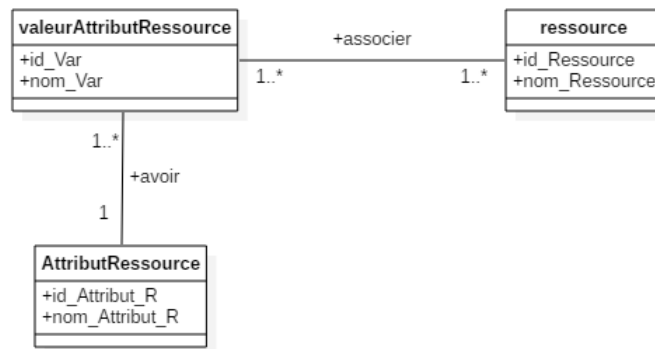 valeurAttributRessource
+id_Var
+nom_Var
+associer
1..*
1..*
ressource
+id_Ressource
+nom_Ressource
1..*
+avoir
1
AttributRessource
+id_Attribut_R
+nom_Attribut_R